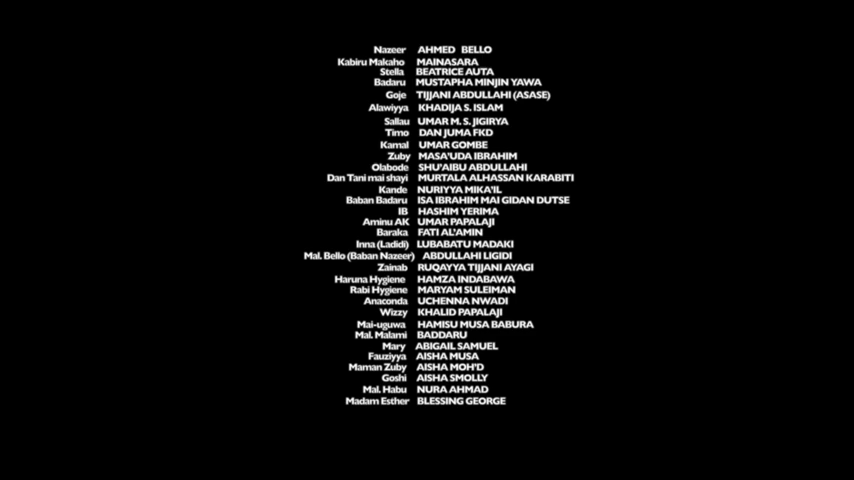 Nazeer AHMED BELLO
Kabiru Makaho MAINASARA
Stella BEATRICE AUTA
Badaru MUSTAPHA MINJIN YAWA
Goje TIJJANI ABDULLAHI (ASASE)
Alawiyya KHADIJA S. ISLAM
Sallau UMAR M. S. JIGIRYA
Timo DAN JUMA FKD
Kamal UMAR GOMBE
Zuby MASA'UDA IBRAHIM
Olabode SHU'AIBU ABDULLAHI
Dan Tani mai shayi MURTALA ALHASSAN KARABITI
Kande NURIYYA MIKA'IL
Baban Badaru ISA IBRAHIM MAI GIDAN DUTSE
IB HASHIM YERIMA
Aminu AK UMAR PAPALAJI
Baraka FATI AL'AMIN
Inna (Ladidi) LUBABATU MADAKI
Mal. Bello (Baban Nazeer) ABDULLAHI LIGIDI
Zainab RUQAYYA TIJJANI AYAGI
Haruna Hygiene HAMZA INDABAWA
Rabi Hygiene MARYAM SULEIMAN
Anaconda UCHENNA NWADI
Wizzy KHALID PAPALAJI
Mai-uguwa HAMISU MUSA BABURA
Mal. Malami BADDARU
Mary ABIGAIL SAMUEL
Fauziyya AISHA MUSA
Maman Zuby AISHA MOH'D
Goshi AISHA SMOLLY
Mal. Habu NURA AHMAD
Madam Esther BLESSING GEORGE